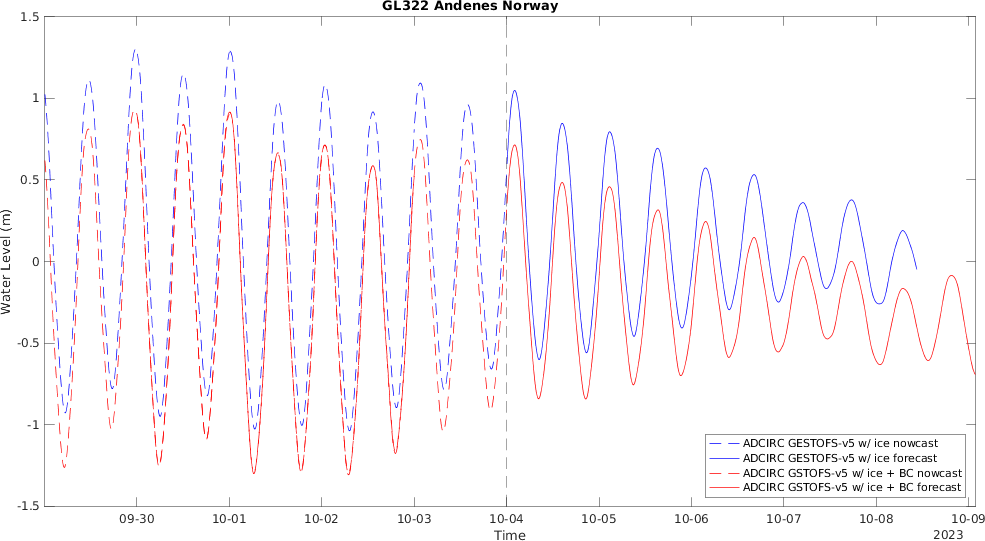 GL322 Andenes Norway
1.5
1
0.5
0
-0.5
-1
-1.5
Water Level (m)
09-30
10-01
10-02
10-03
10-04
10-05
10-06
10-07
10-08
10-09
Time
2023
ADCIRC GESTOFS-v5 w/ ice nowcast
ADCIRC GESTOFS-v5 w/ ice forecast
ADCIRC GSTOFS-v5 w/ ice + BC nowcast
ADCIRC GSTOFS-v5 w/ ice + BC forecast